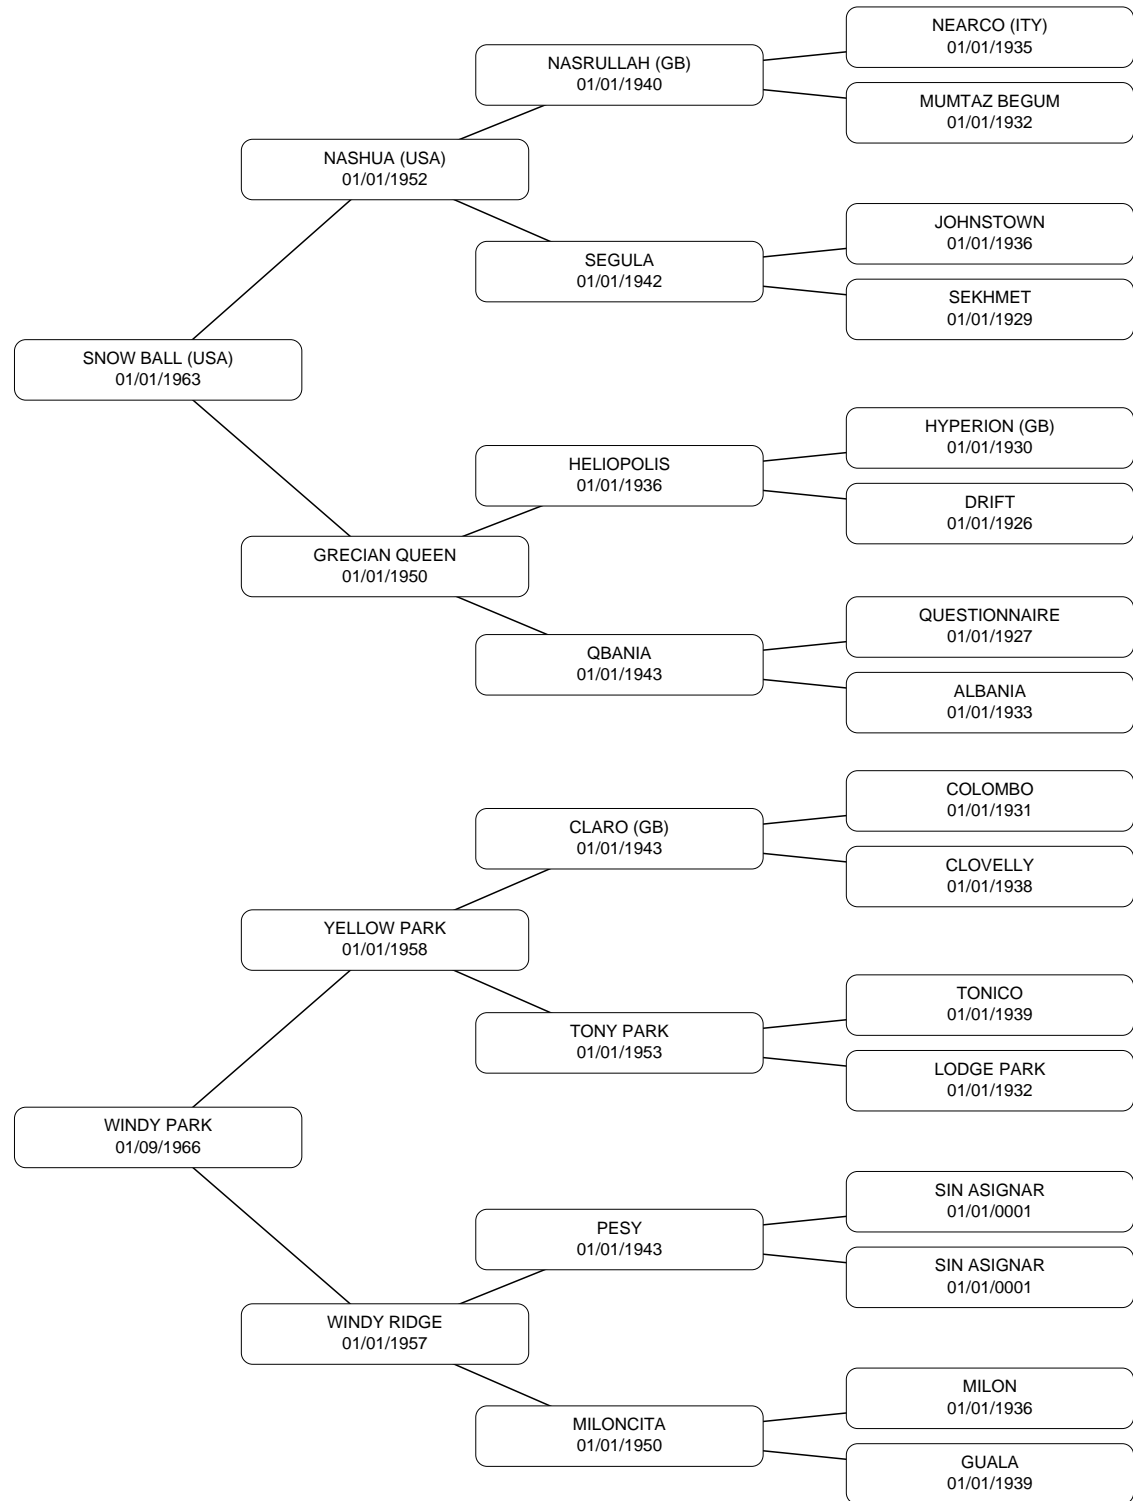 NEARCO (ITY)
01/01/1935
NASRULLAH (GB)
01/01/1940
MUMTAZ BEGUM
01/01/1932
NASHUA (USA)
01/01/1952
JOHNSTOWN
01/01/1936
SEGULA
01/01/1942
SEKHMET
01/01/1929
SNOW BALL (USA)
01/01/1963
HYPERION (GB)
01/01/1930
HELIOPOLIS
01/01/1936
DRIFT
01/01/1926
GRECIAN QUEEN
01/01/1950
QUESTIONNAIRE
01/01/1927
QBANIA
01/01/1943
ALBANIA
01/01/1933
COLOMBO
01/01/1931
CLARO (GB)
01/01/1943
CLOVELLY
01/01/1938
YELLOW PARK
01/01/1958
TONICO
01/01/1939
TONY PARK
01/01/1953
LODGE PARK
01/01/1932
WINDY PARK
01/09/1966
SIN ASIGNAR
01/01/0001
PESY
01/01/1943
SIN ASIGNAR
01/01/0001
WINDY RIDGE
01/01/1957
MILON
01/01/1936
MILONCITA
01/01/1950
GUALA
01/01/1939